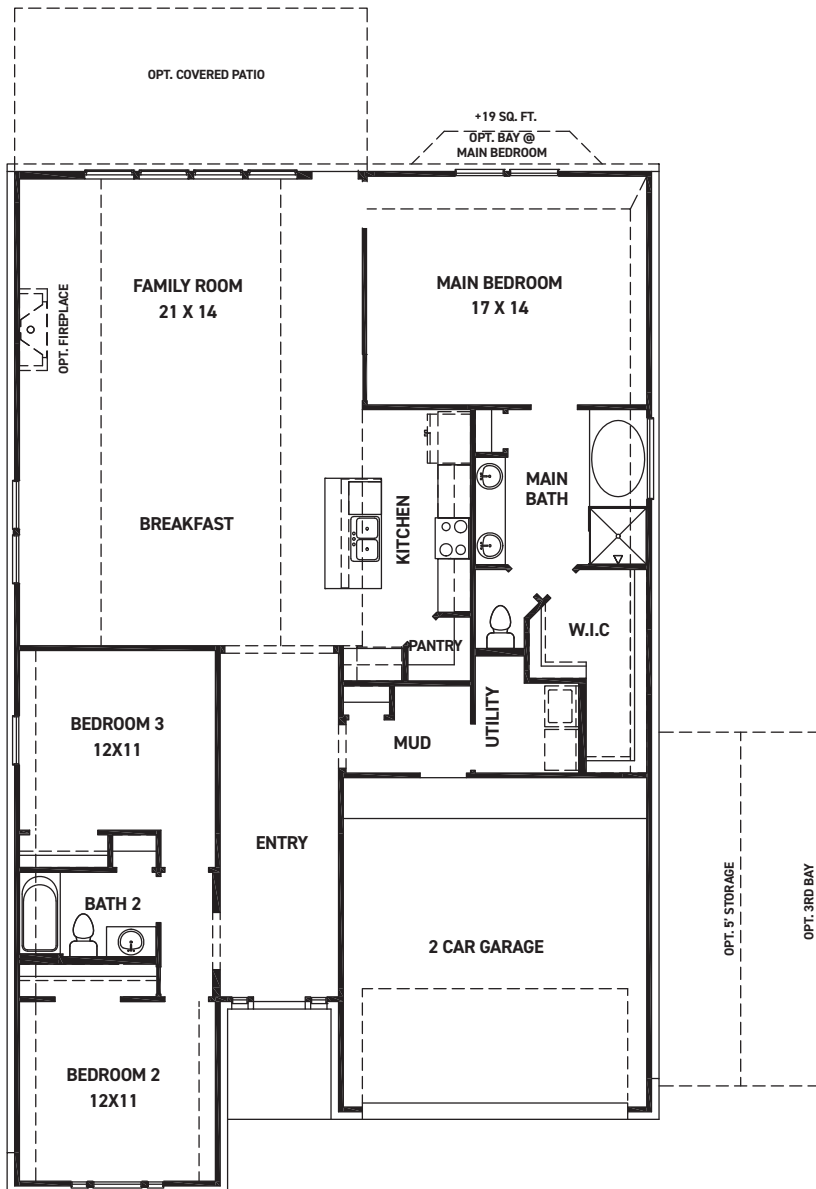 OPT. COVERED PATIO
+19 SQ. FT.
OPT. BAY @
MAIN BEDROOM
FAMILY ROOM
21 X 14
MAIN BEDROOM
17 X 14
OPT. FIREPLACE
BREAKFAST
KITCHEN
MAIN
BATH
PANTRY
W.I.C
BEDROOM 3
12X11
MUD
UTILITY
ENTRY
BATH 2
2 CAR GARAGE
OPT. 5' STORAGE
OPT. 3RD BAY
BEDROOM 2
12X11